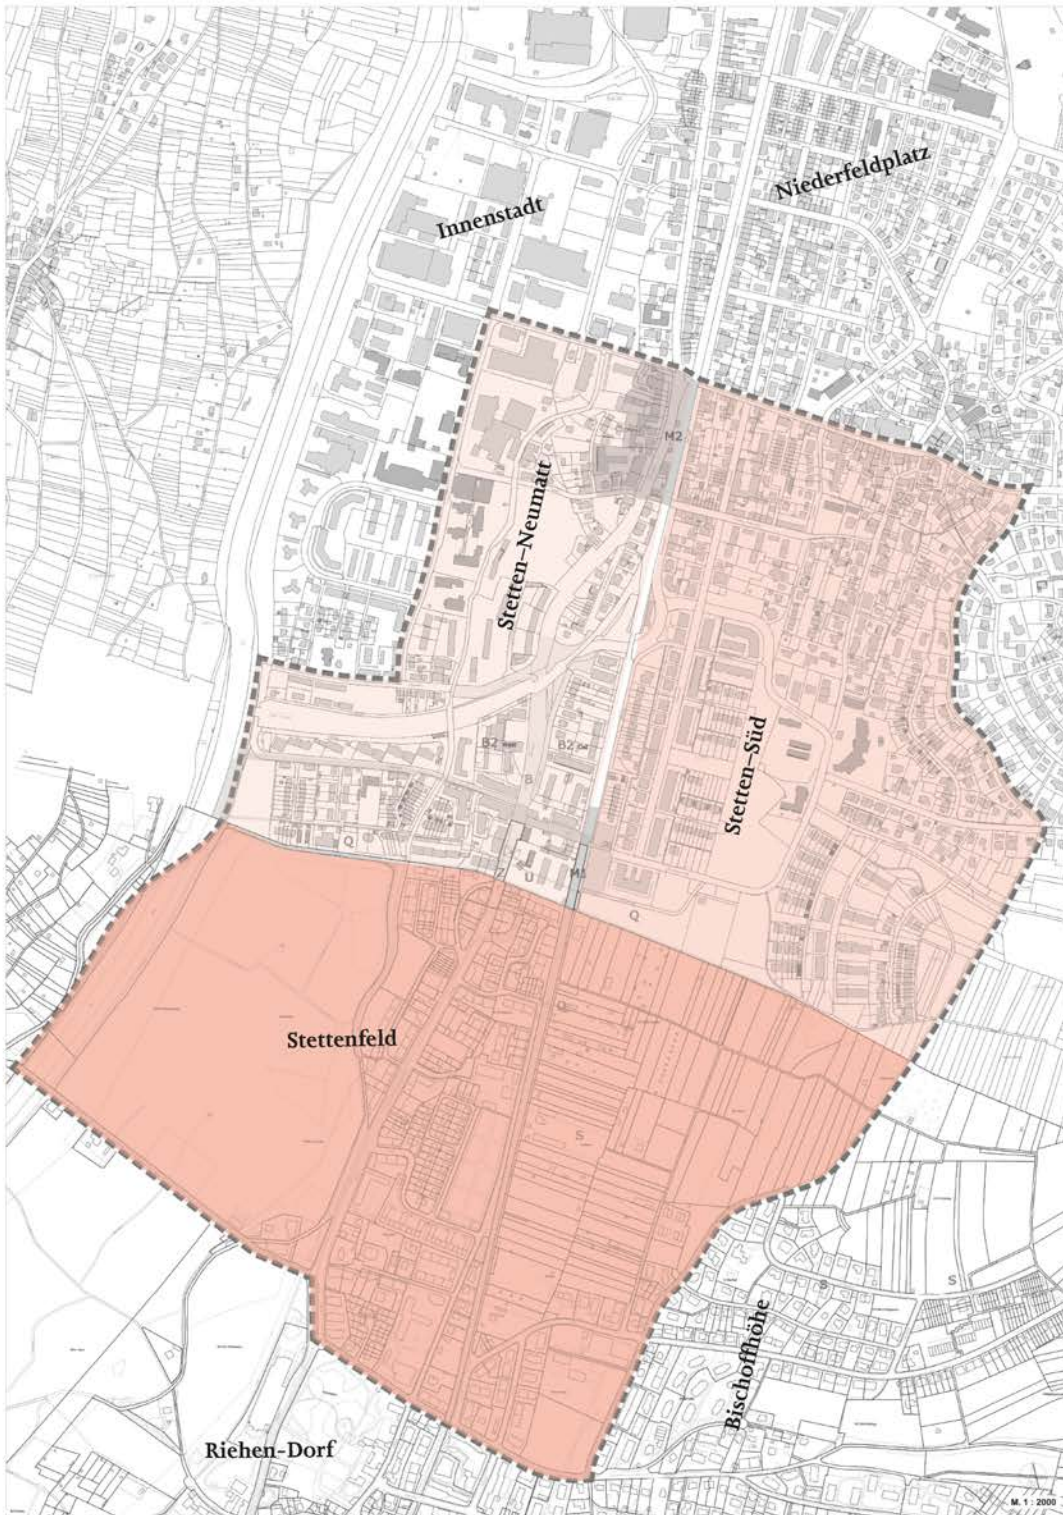 Niederfeldplatz
Innenstadt
M2
Stetten–Neumatt
Stetten–Süd
B2
B2
B
Q
Z
U
M1
Q
Stettenfeld
S
S
S
Bischoffhöhe
Riehen-Dorf
M. 1 : 2000